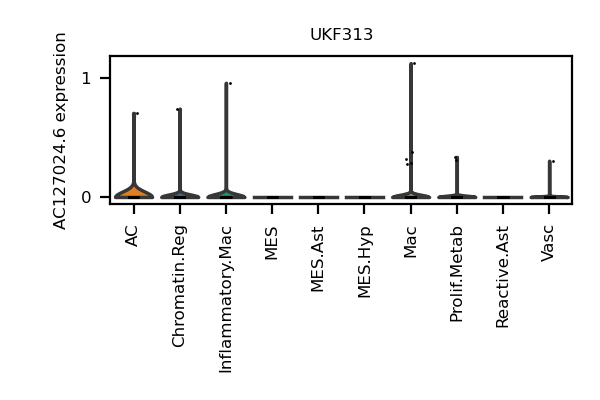 UKF313
AC127024.6 expression
1
0
AC
Chromatin.Reg
Inflammatory.Mac
MES
MES.Ast
MES.Hyp
Mac
Prolif.Metab
Reactive.Ast
Vasc